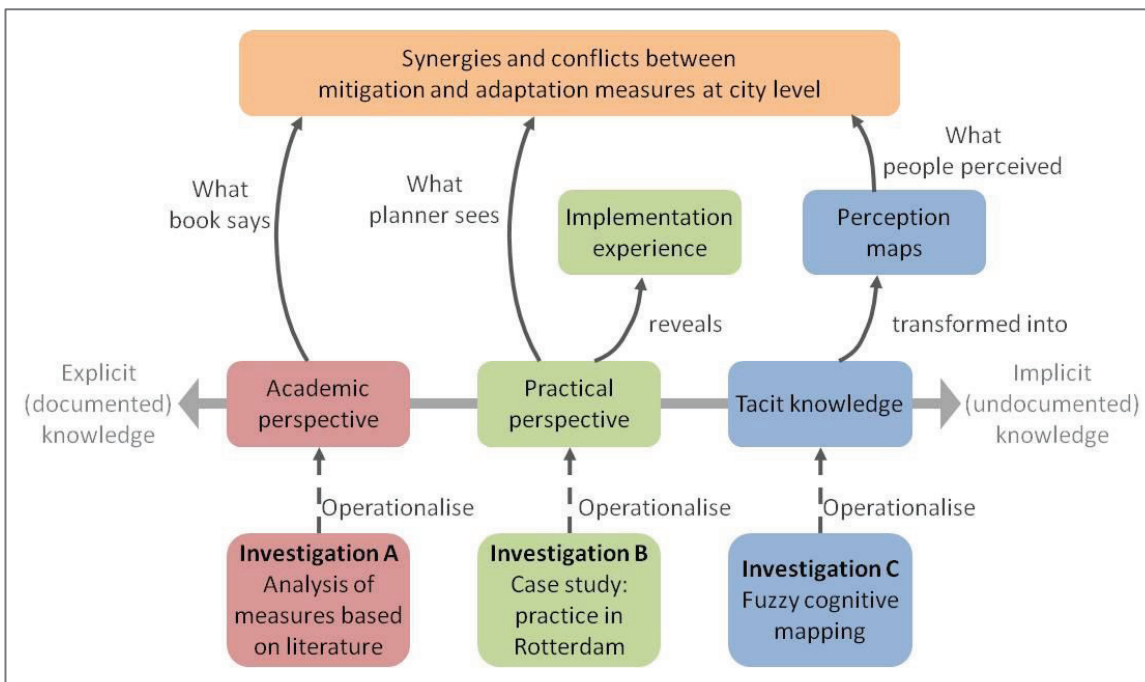 Synergies and conflicts between
mitigation and adaptation measures at city level
What
book says
What
planner sees
What
people perceived
Implementation
experience
Perception
maps
reveals
transformed into
Explicit
(documented)
knowledge
Academic
perspective
Practical
perspective
Tacit knowledge
Implicit
(undocumented)
knowledge
Operationalise
Operationalise
Operationalise
Investigation A
Analysis of
measures based
on literature
Investigation B
Case study:
practice in
Rotterdam
Investigation C
Fuzzy cognitive
mapping